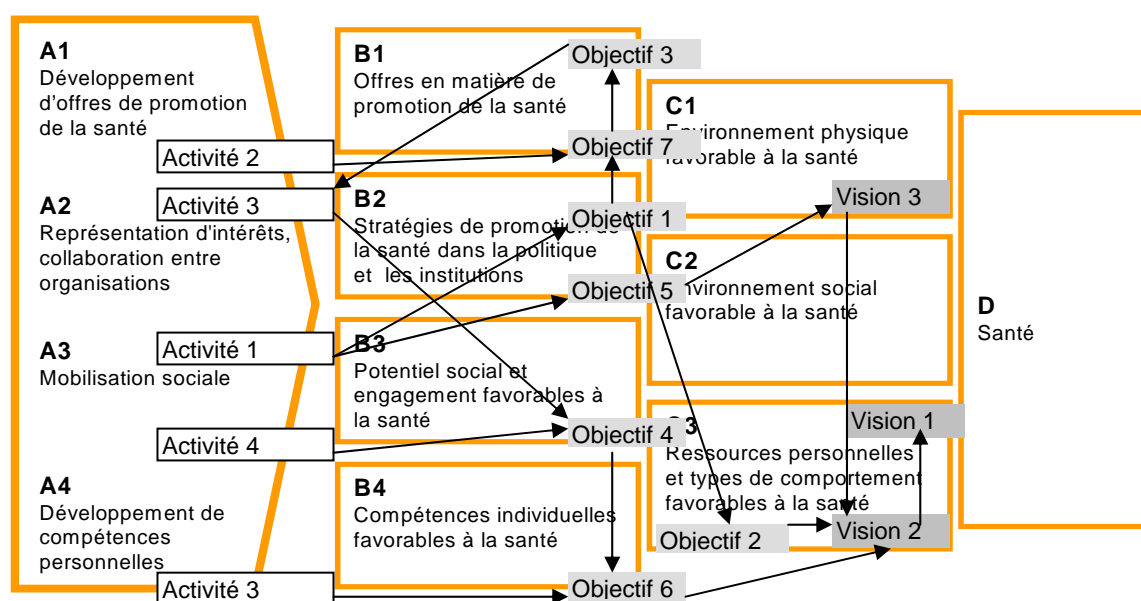 A1
Développement
d'offres de promotion
de la santé
Activité 2
Activité 3
A2
Représentation d'intérêts,
collaboration entre
organisations
A3
Mobilisation sociale
Activité 1
Activité 4
A4
Développement de
compétences
personnelles
Activité 3
B1
Offres en matière de
promotion de la santé
Objectif 3
Objectif 7
B2
Stratégies de promotion de
la santé dans la politique
et les institutions
Objectif 1
Objectif 5
B3
Potentiel social et
engagement favorables à
la santé
Objectif 4
B4
Compétences individuelles
favorables à la santé
Objectif 6
C1
Environnement physique
favorable à la santé
Vision 3
C2
Environnement social
favorable à la santé
C3
Ressources personnelles
et types de comportement
favorables à la santé
Vision 1
Objectif 2
Vision 2
D
Santé